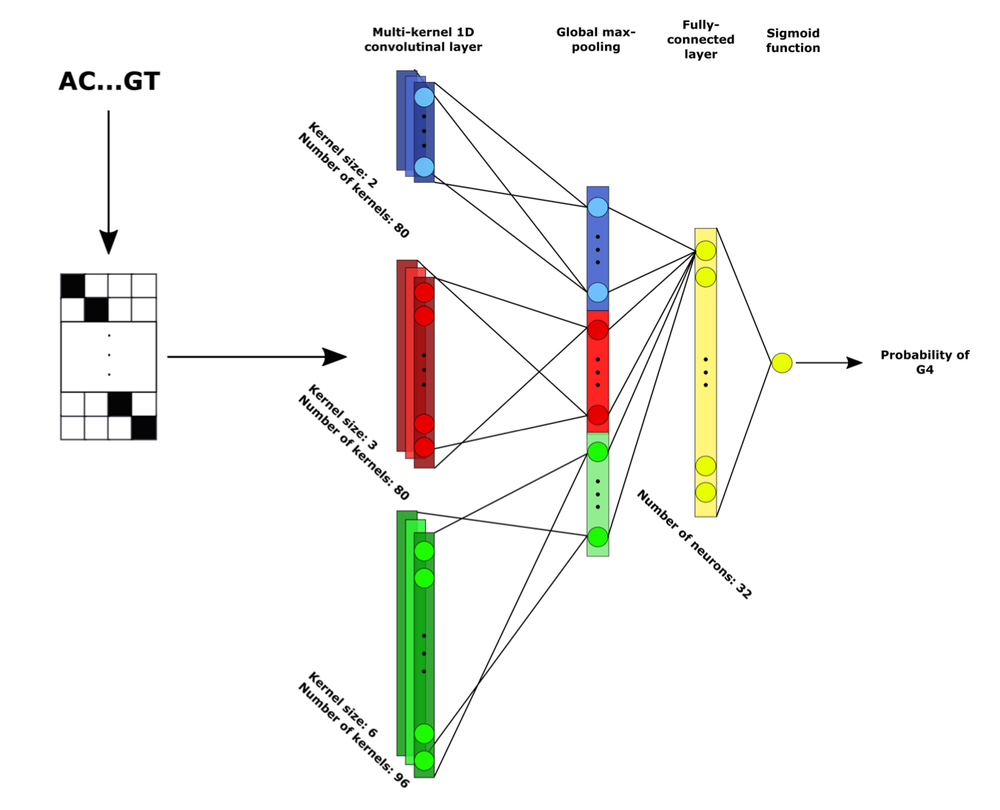 Multi-kernel 1D
convolutinal layer
Global max-
pooling
Fully-
connected
layer
Sigmoid
function
AC...GT
Kernel size: 2
Number of kernels: 80
Kernel size: 3
Number of kernels: 80
Kernel size: 6
Number of kernels: 96
Number of neurons: 32
Probability of
G4